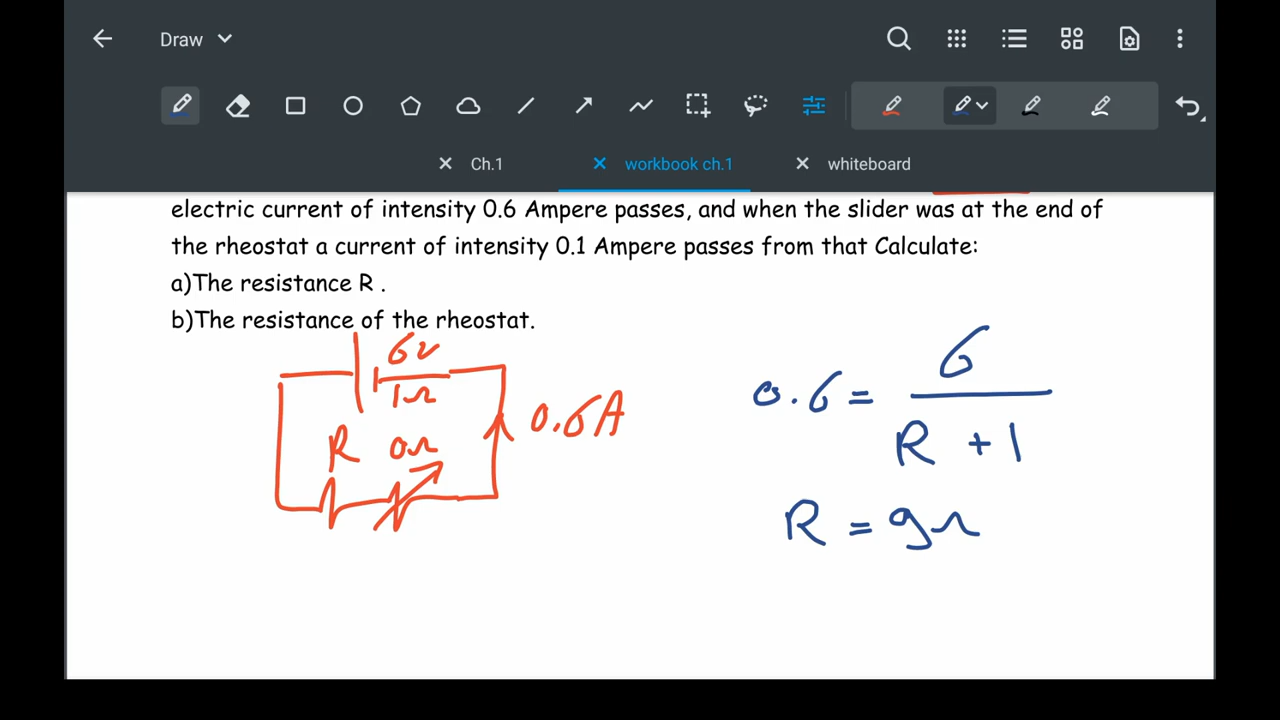 Draw
Ch.1
workbook ch.1
whiteboard
electric current of intensity 0.6 Ampere passes, and when the slider was at the end of
the rheostat a current of intensity 0.1 Ampere passes from that Calculate:
a)The resistance R .
b)The resistance of the rheostat.
6v
1Ω
R 0Ω
0.6A
0.6 = 6
R + 1
R = 9Ω